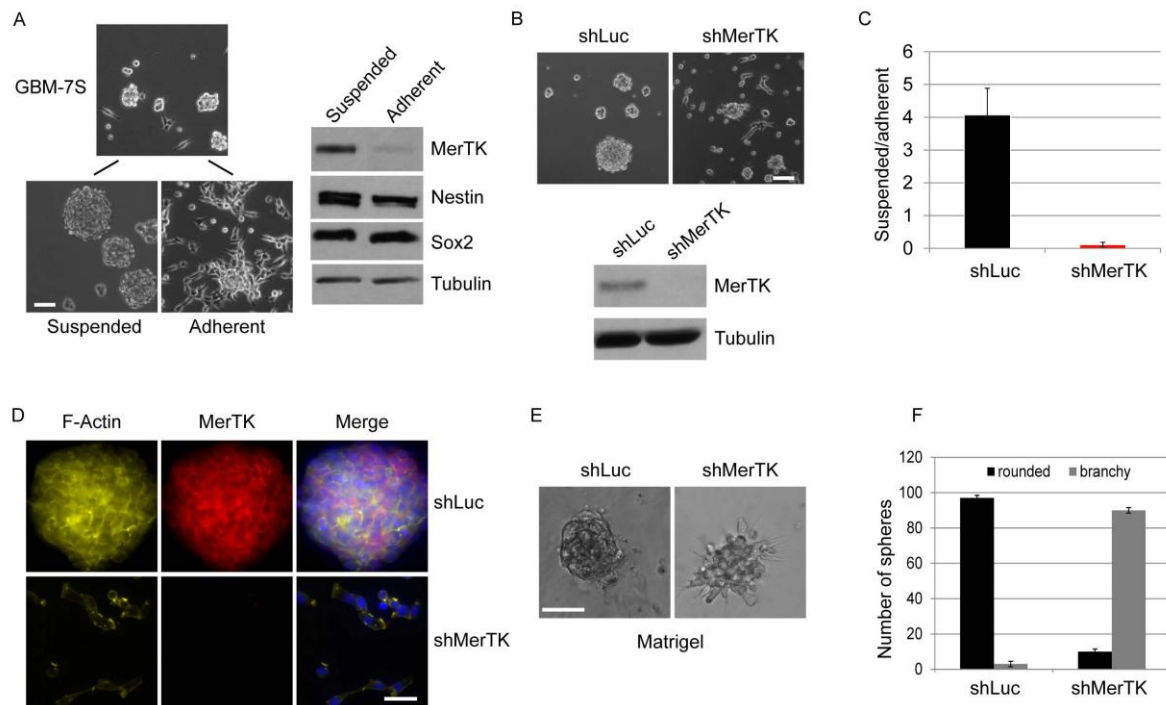 A
GBM-7S
Suspended
Adherent
Suspended
Adherent
MerTK
Nestin
Sox2
Tubulin
B
shLuc
shMerTK
shLuc
shMerTK
MerTK
Tubulin
C
Suspended/adherent
6
5
4
3
2
1
0
shLuc
shMerTK
D
F-Actin
MerTK
Merge
shLuc
shMerTK
E
shLuc
shMerTK
Matrigel
F
Number of spheres
120
100
80
60
40
20
0
rounded
branchy
shLuc
shMerTK